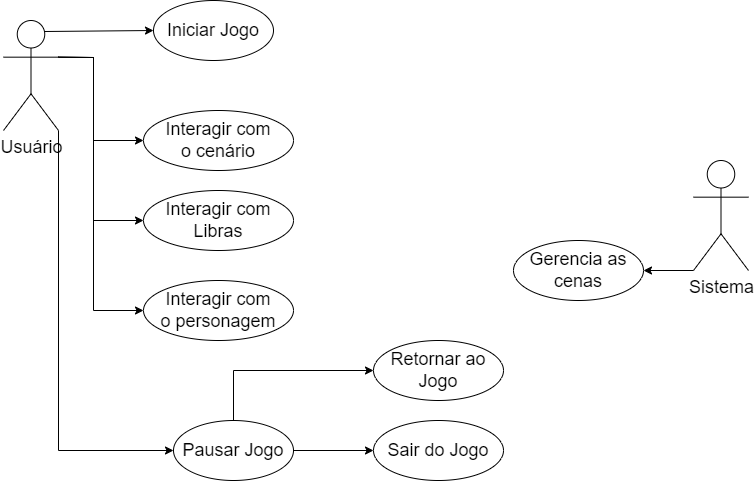 Iniciar Jogo
Usuário
Interagir com
o cenário
Interagir com
Libras
Interagir com
o personagem
Gerencia as
cenas
Sistema
Retornar ao
Jogo
Pausar Jogo
Sair do Jogo